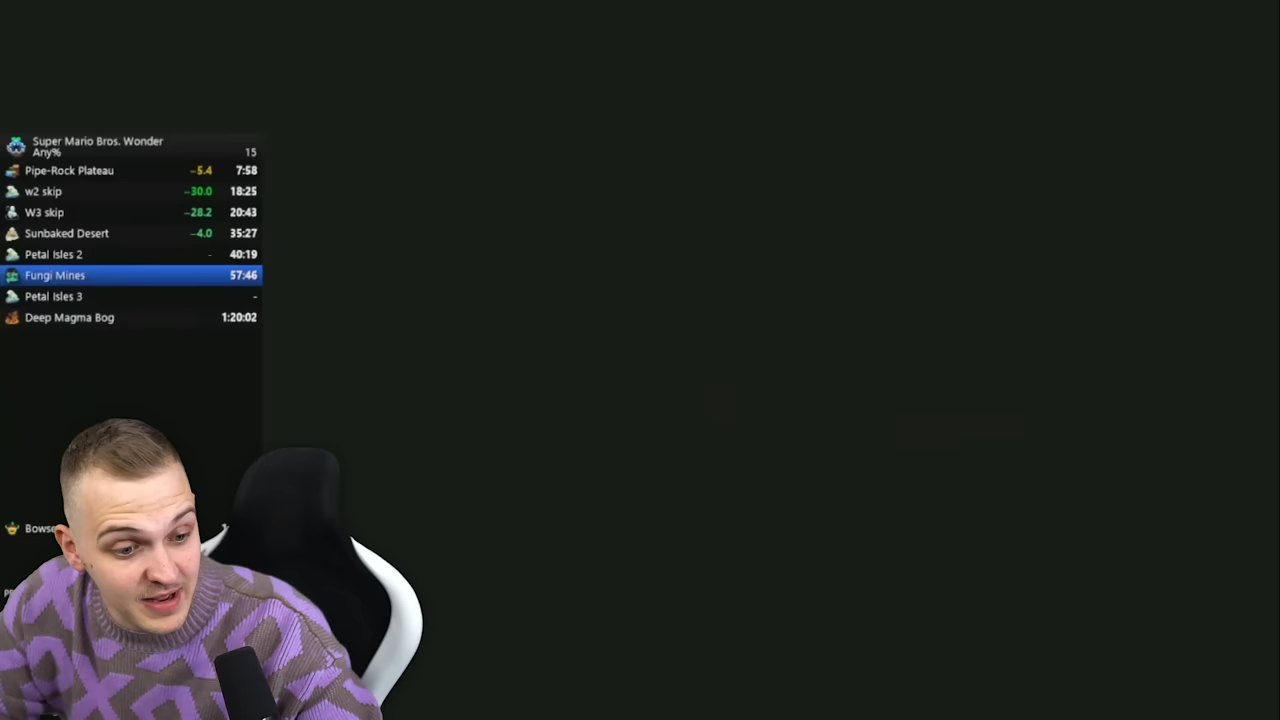 Super Mario Bros. Wonder
Any% 15
Pipe-Rock Plateau -5.4 7:58
w2 skip -30.0 18:25
W3 skip -28.2 20:43
Sunbaked Desert -4.0 35:27
Petal Isles 2 - 40:19
Fungi Mines 57:46
Petal Isles 3 -
Deep Magma Bog 1:20:02